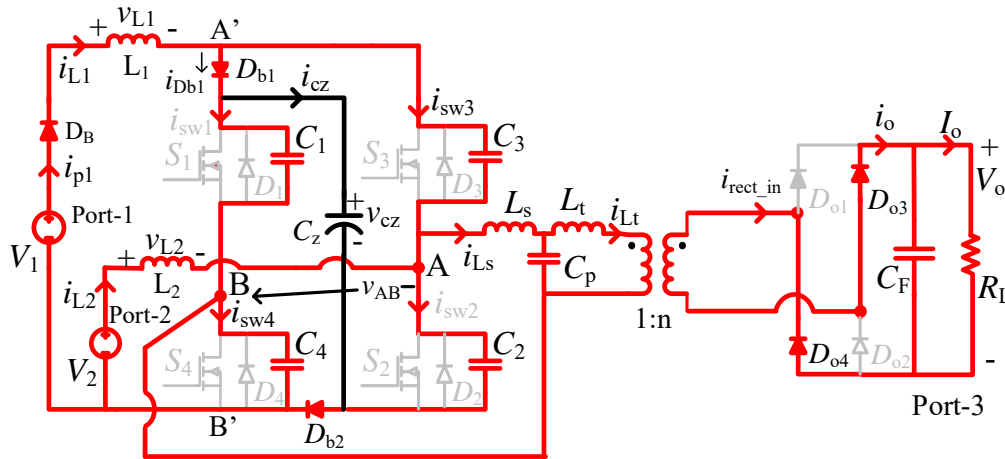 + vL1 -
A'
iL1
L1
iDb1
Db1
icz
isw3
DB
isw1
C1
S1
D1
C3
S3
D3
ip1
Port-1
V1
+
vcz
-
Cz
Ls
Lt
iLt
iLs
Cp
1:n
+ vL2 -
L2
iL2
Port-2
V2
A
B
vAB
-
isw4
isw2
C4
S4
D4
C2
S2
D2
B'
Db2
irect_in
Do1
Do3
Do4
Do2
io
Io
+
Vo
-
CF
RL
Port-3